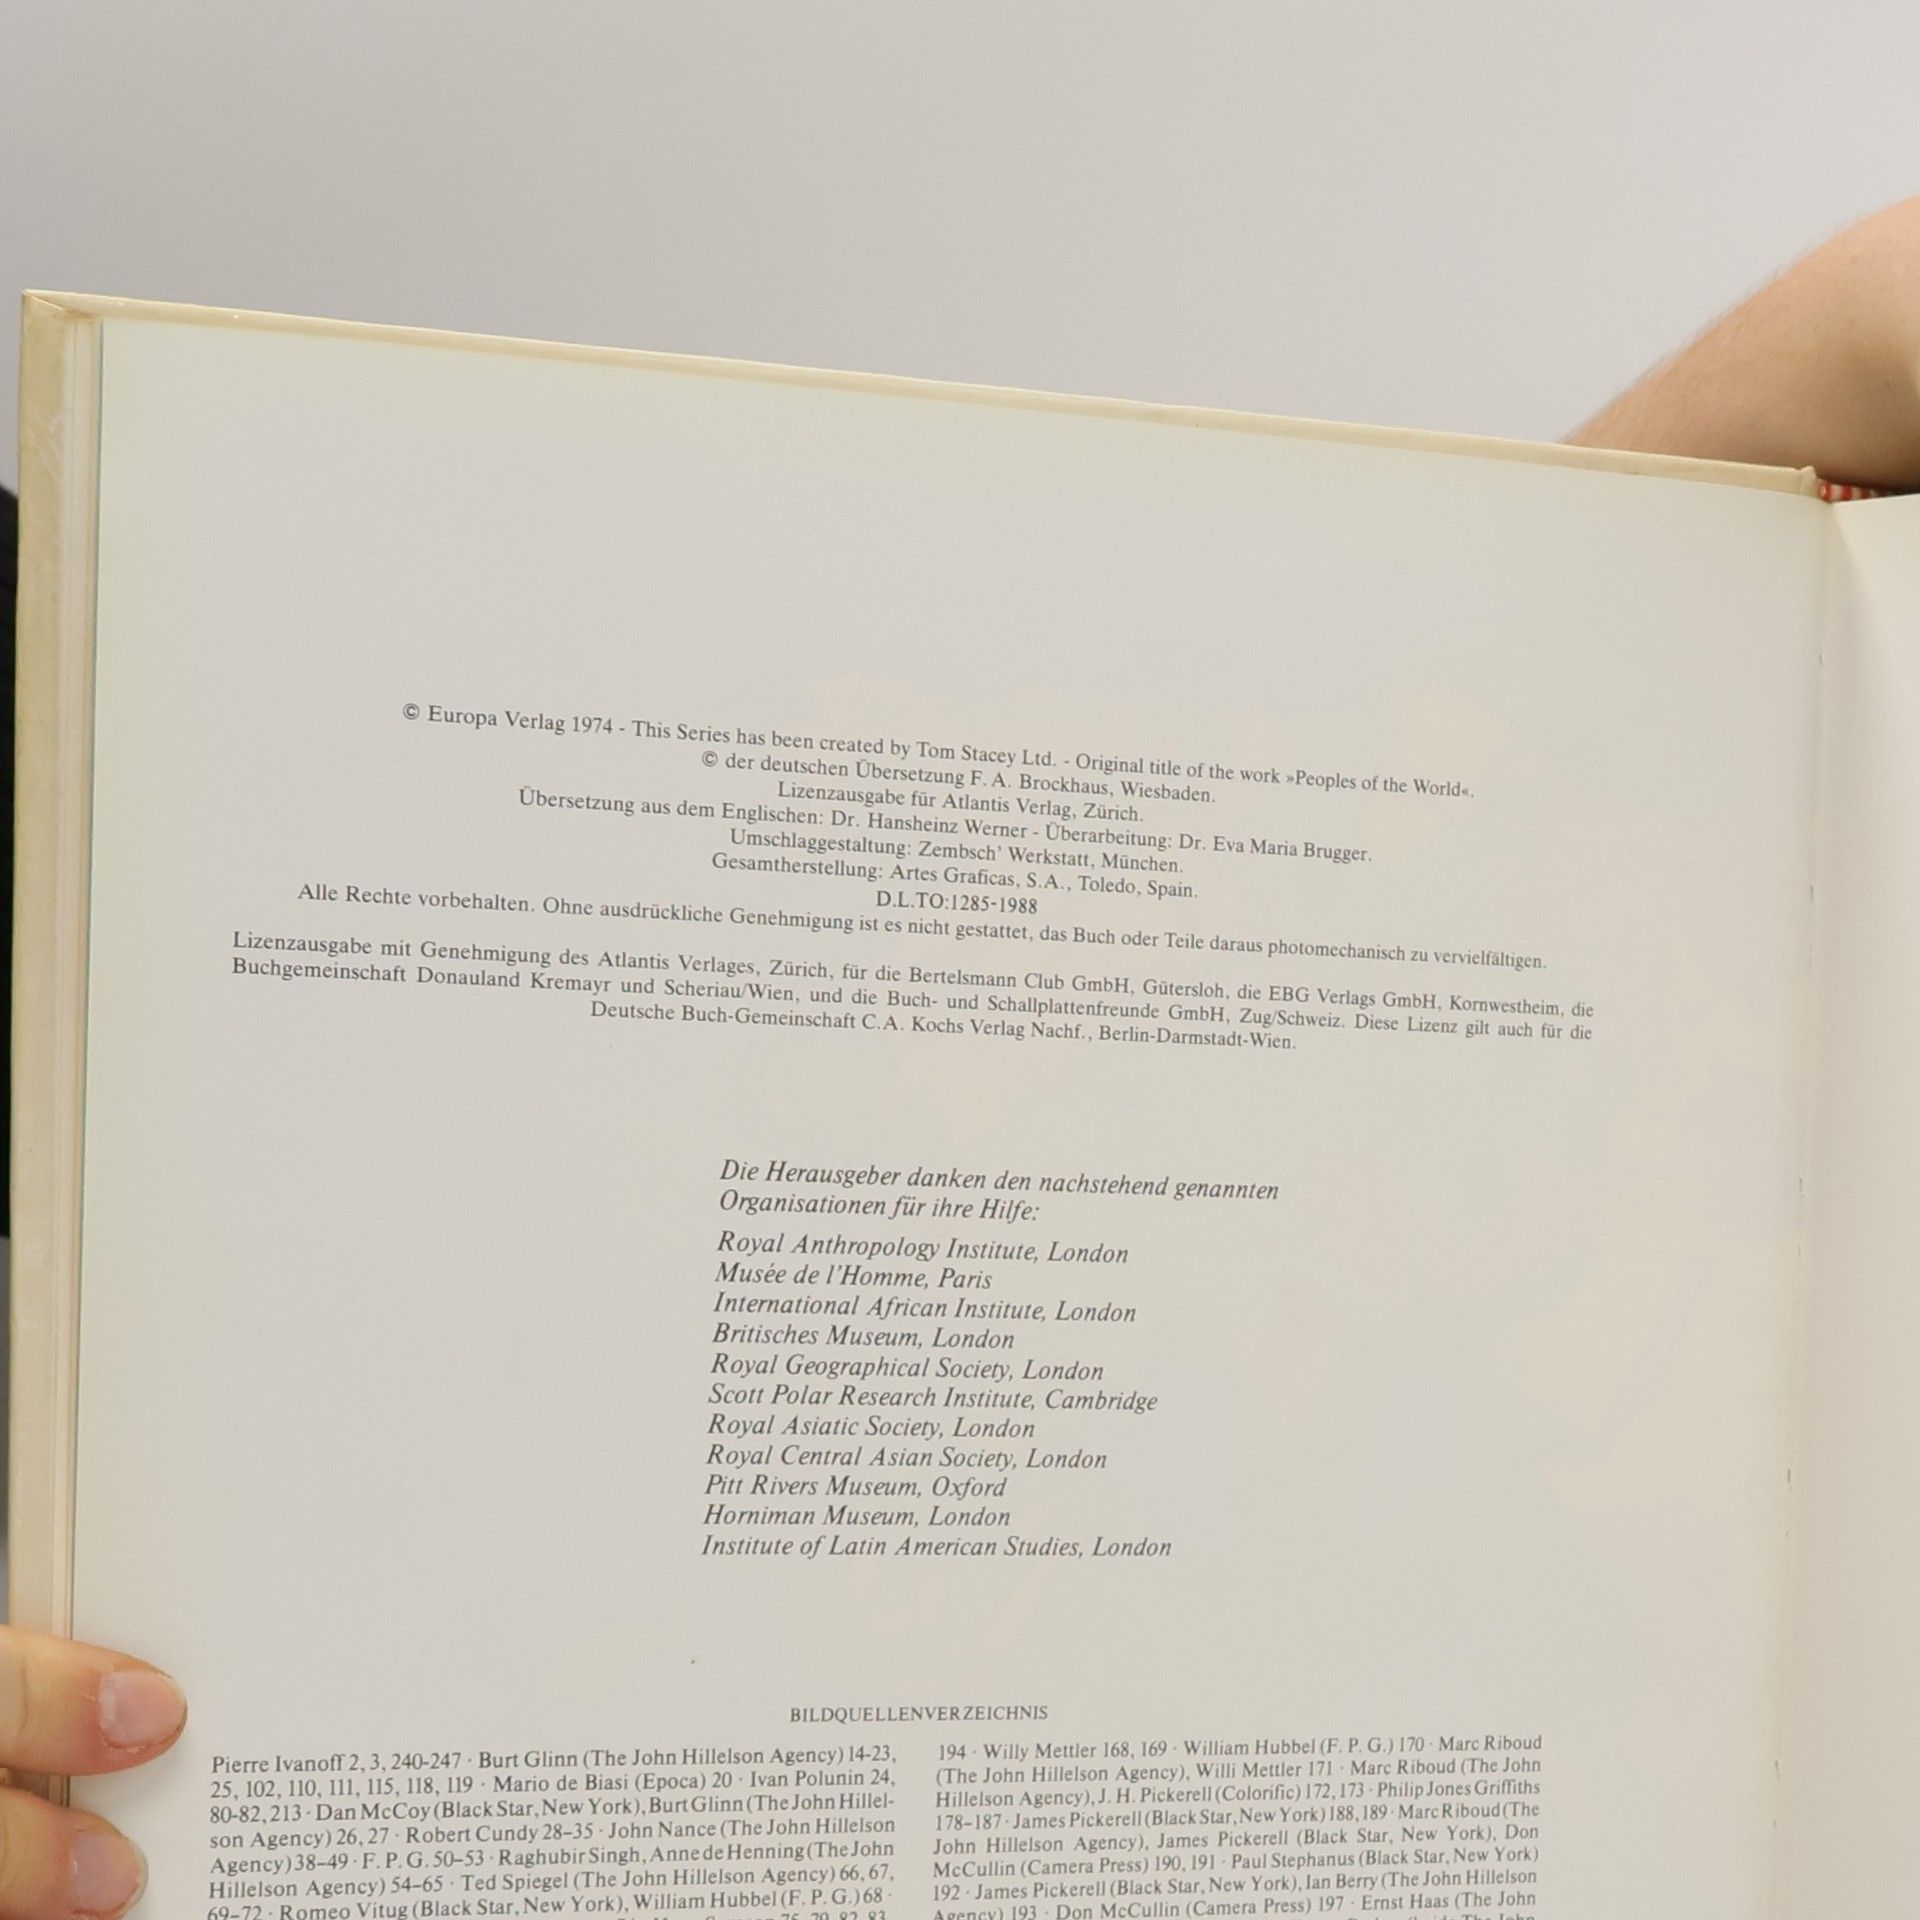 © Europa Verlag 1974 - This Series has been created by Tom Stacey Ltd. - Original title of the work »Peoples of the World«.
© der deutschen Übersetzung F. A. Brockhaus, Wiesbaden.
Lizenzausgabe für Atlantis Verlag, Zürich.
Übersetzung aus dem Englischen: Dr. Hansheinz Werner - Überarbeitung: Dr. Eva Maria Brugger.
Umschlaggestaltung: Zembsch' Werkstatt, München.
Gesamtherstellung: Artes Graficas, S.A., Toledo, Spain.
D.L.TO:1285-1988
Alle Rechte vorbehalten. Ohne ausdrückliche Genehmigung ist es nicht gestattet, das Buch oder Teile daraus photomechanisch zu vervielfältigen.
Lizenzausgabe mit Genehmigung des Atlantis Verlages, Zürich, für die Bertelsmann Club GmbH, Gütersloh, die EBG Verlags GmbH, Kornwestheim, die
Buchgemeinschaft Donauland Kremayr und Scheriau/Wien, und die Buch- und Schallplattenfreunde GmbH, Zug/Schweiz. Diese Lizenz gilt auch für die
Deutsche Buch-Gemeinschaft C.A. Kochs Verlag Nachf., Berlin-Darmstadt-Wien.
Die Herausgeber danken den nachstehend genannten
Organisationen für ihre Hilfe:
Royal Anthropology Institute, London
Musée de l'Homme, Paris
International African Institute, London
Britisches Museum, London
Royal Geographical Society, London
Scott Polar Research Institute, Cambridge
Royal Asiatic Society, London
Royal Central Asian Society, London
Pitt Rivers Museum, Oxford
Horniman Museum, London
Institute of Latin American Studies, London
BILDQUELLENVERZEICHNIS
Pierre Ivanoff 2, 3, 240-247 · Burt Glinn (The John Hillelson Agency) 14-23,
25, 102, 110, 111, 115, 118, 119 · Mario de Biasi (Epoca) 20 · Ivan Polunin 24,
80-82, 213 · Dan McCoy (Black Star, New York), Burt Glinn (The John Hillel-
son Agency) 26, 27 · Robert Cundy 28–35 · John Nance (The John Hillelson
Agency) 38–49 · F. P. G. 50–53 · Raghubir Singh, Anne de Henning (The John
Hillelson Agency) 54–65 · Ted Spiegel (The John Hillelson Agency) 66, 67,
69–72 · Romeo Vitug (Black Star, New York), William Hubbel (F. P. G.) 68 ·
194 · Willy Mettler 168, 169 · William Hubbel (F. P. G.) 170 · Marc Riboud
(The John Hillelson Agency), Willi Mettler 171 · Marc Riboud (The John
Hillelson Agency), J. H. Pickerell (Colorific) 172, 173 · Philip Jones Griffiths
178–187 · James Pickerell (Black Star, New York) 188, 189 · Marc Riboud (The
John Hillelson Agency), James Pickerell (Black Star, New York), Don
McCullin (Camera Press) 190, 191 · Paul Stephanus (Black Star, New York)
192 · James Pickerell (Black Star, New York), Ian Berry (The John Hillelson
Agency) 193 · Don McCullin (Camera Press) 197 · Ernst Haas (The John